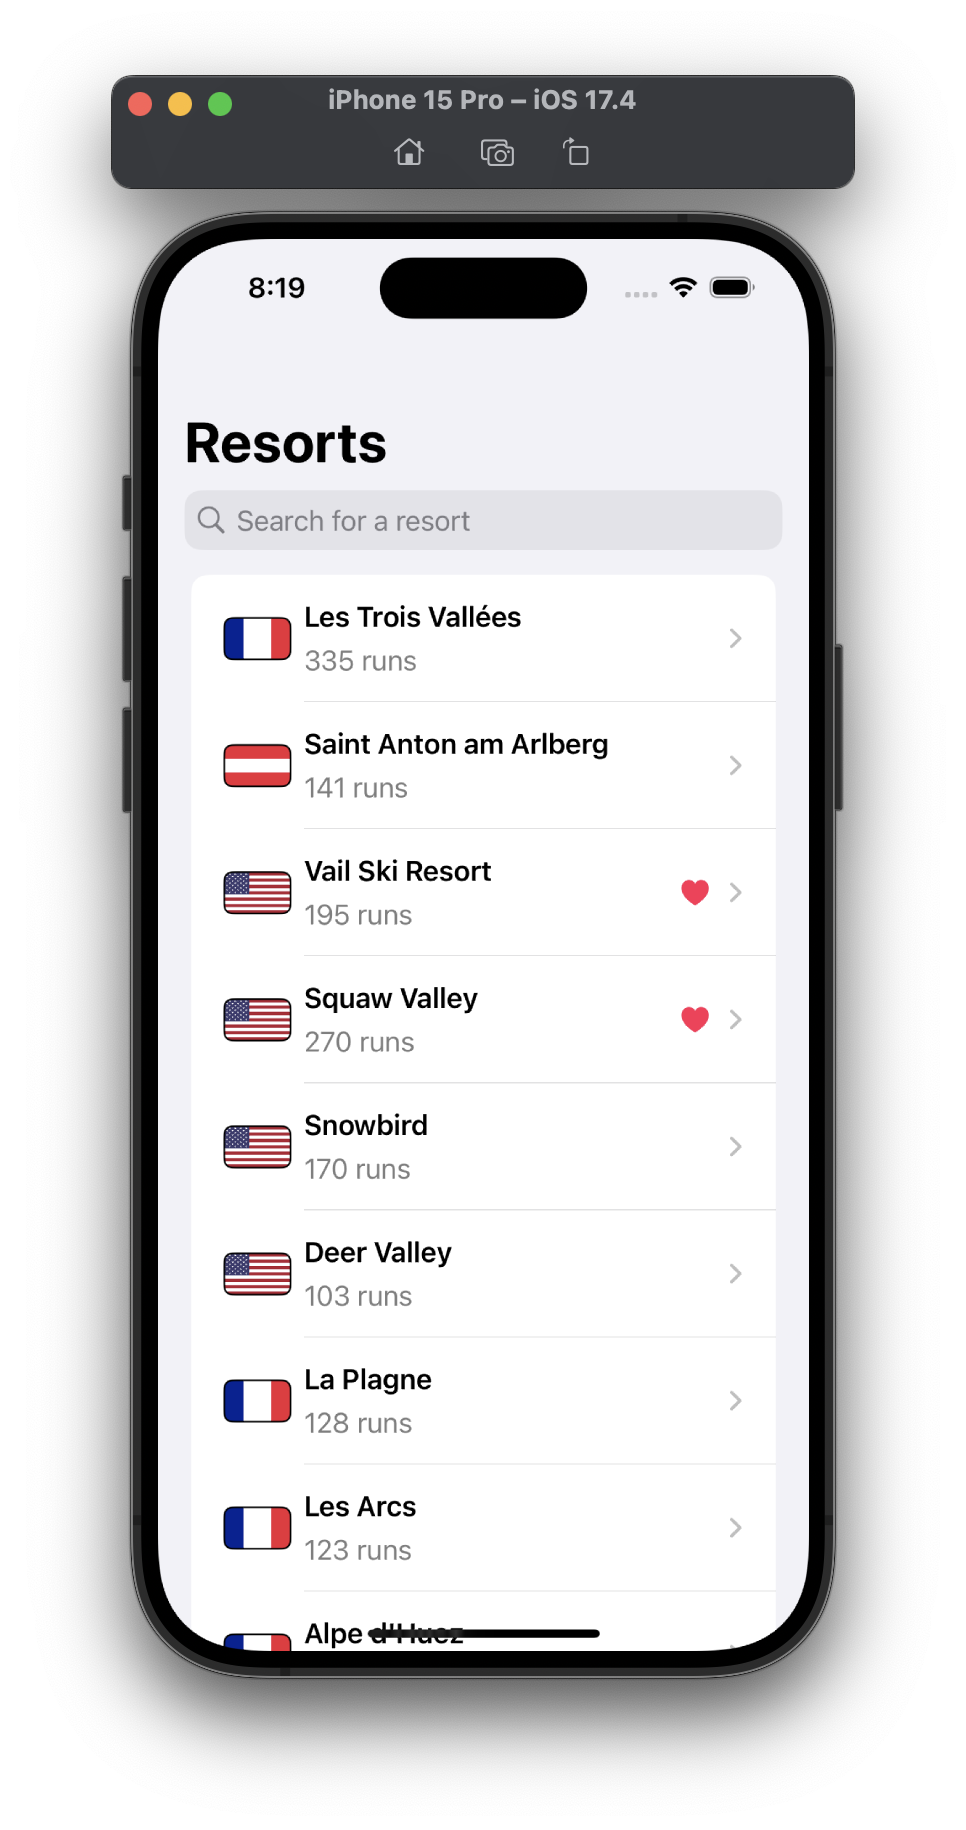 iPhone 15 Pro – iOS 17.4
8:19
Resorts
Search for a resort
Les Trois Vallées
335 runs
Saint Anton am Arlberg
141 runs
Vail Ski Resort
195 runs
Squaw Valley
270 runs
Snowbird
170 runs
Deer Valley
103 runs
La Plagne
128 runs
Les Arcs
123 runs
Alpe d'Huez